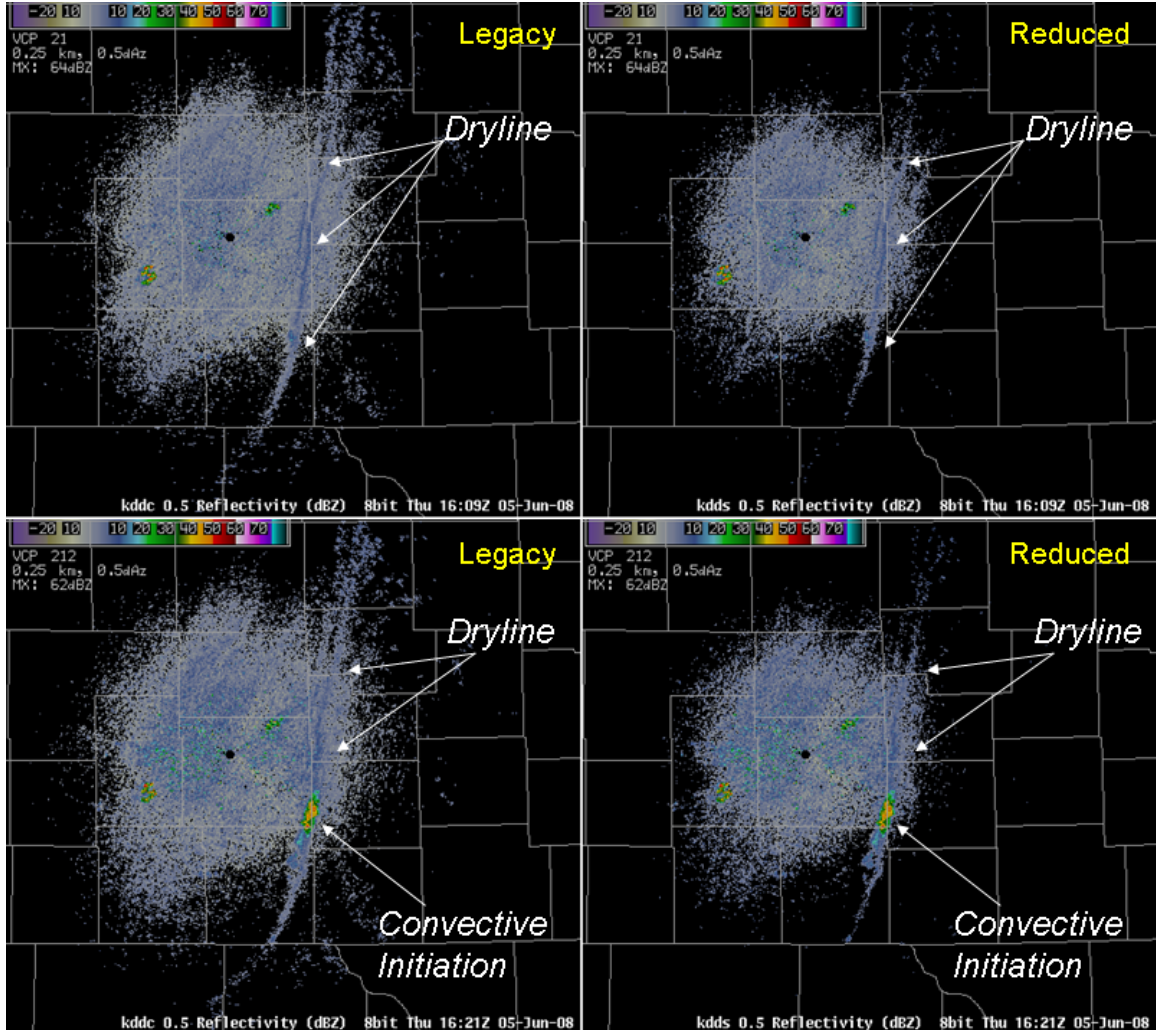 -20 10 10 20 30 40 50 60 70
Legacy
VCP 21
0.25 km, 0.5dAz
MX: 64dBZ
Dryline
kddc 0.5 Reflectivity (dBZ) 8bit Thu 16:09Z 05-Jun-08
-20 10 10 20 30 40 50 60 70
Reduced
VCP 21
0.25 km, 0.5dAz
MX: 64dBZ
Dryline
kdds 0.5 Reflectivity (dBZ) 8bit Thu 16:09Z 05-Jun-08
-20 10 10 20 30 40 50 60 70
Legacy
VCP 212
0.25 km, 0.5dAz
MX: 62dBZ
Dryline
Convective
Initiation
kddc 0.5 Reflectivity (dBZ) 8bit Thu 16:21Z 05-Jun-08
-20 10 10 20 30 40 50 60 70
Reduced
VCP 212
0.25 km, 0.5dAz
MX: 62dBZ
Dryline
Convective
Initiation
kdds 0.5 Reflectivity (dBZ) 8bit Thu 16:21Z 05-Jun-08